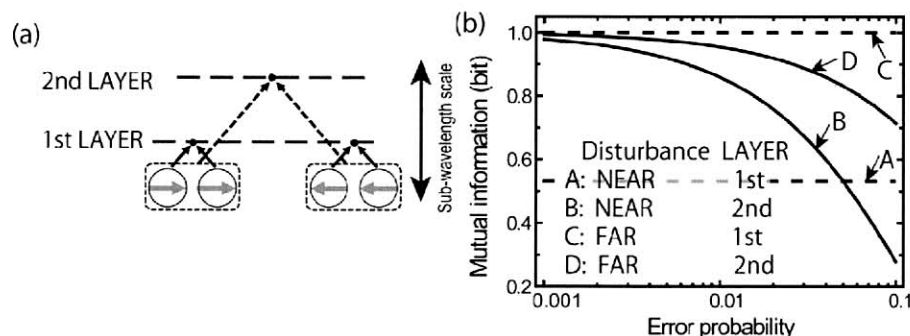 (a)
2nd LAYER
1st LAYER
Sub-wavelength scale
(b)
Mutual information (bit)
1.0
0.8
0.6
0.4
0.2
0.001
0.01
0.1
Error probability
D
C
B
A
Disturbance LAYER
A: NEAR 1st
B: NEAR 2nd
C: FAR 1st
D: FAR 2nd